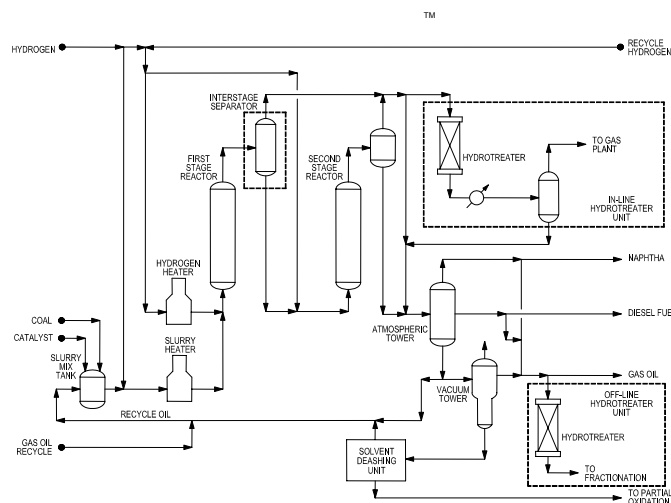 TM
HYDROGEN
RECYCLE
HYDROGEN
INTERSTAGE
SEPARATOR
FIRST
STAGE
REACTOR
SECOND
STAGE
REACTOR
HYDROTREATER
TO GAS
PLANT
IN-LINE
HYDROTREATER
UNIT
HYDROGEN
HEATER
NAPHTHA
COAL
CATALYST
SLURRY
MIX
TANK
SLURRY
HEATER
ATMOSPHERIC
TOWER
DIESEL FUE
VACUUM
TOWER
GAS OIL
OFF-LINE
HYDROTREATER
UNIT
HYDROTREATER
RECYCLE OIL
GAS OIL
RECYCLE
SOLVENT
DEASHING
UNIT
TO
FRACTIONATION
TO PARTIAL
OXIDATION